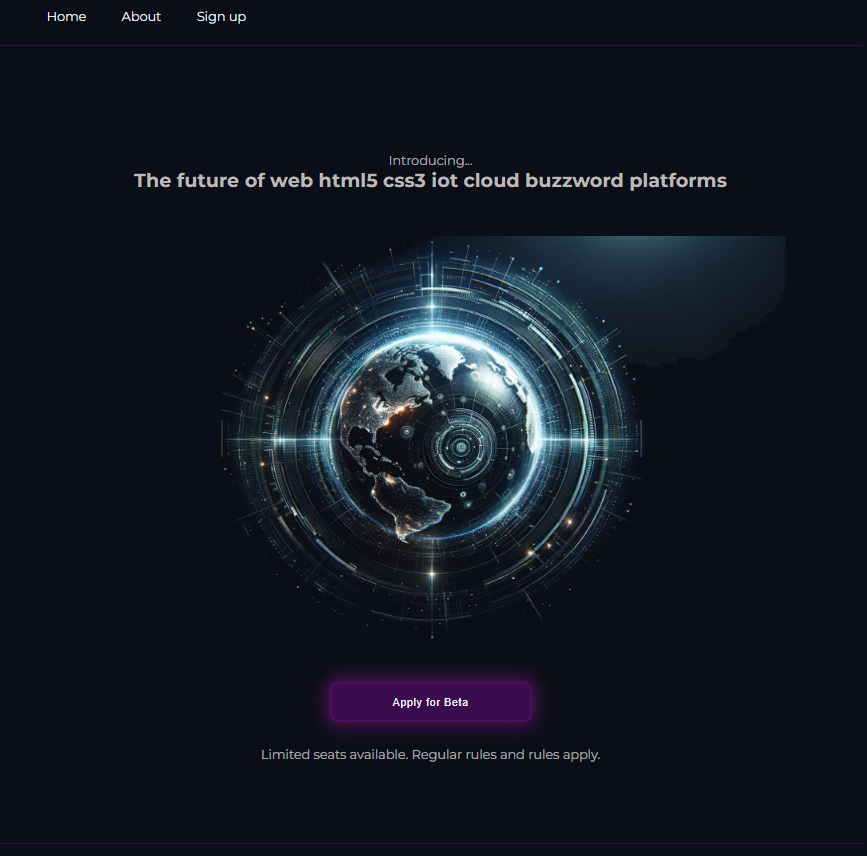 Home About Sign up
Introducing...
The future of web html5 css3 iot cloud buzzword platforms
Apply for Beta
Limited seats available. Regular rules and rules apply.